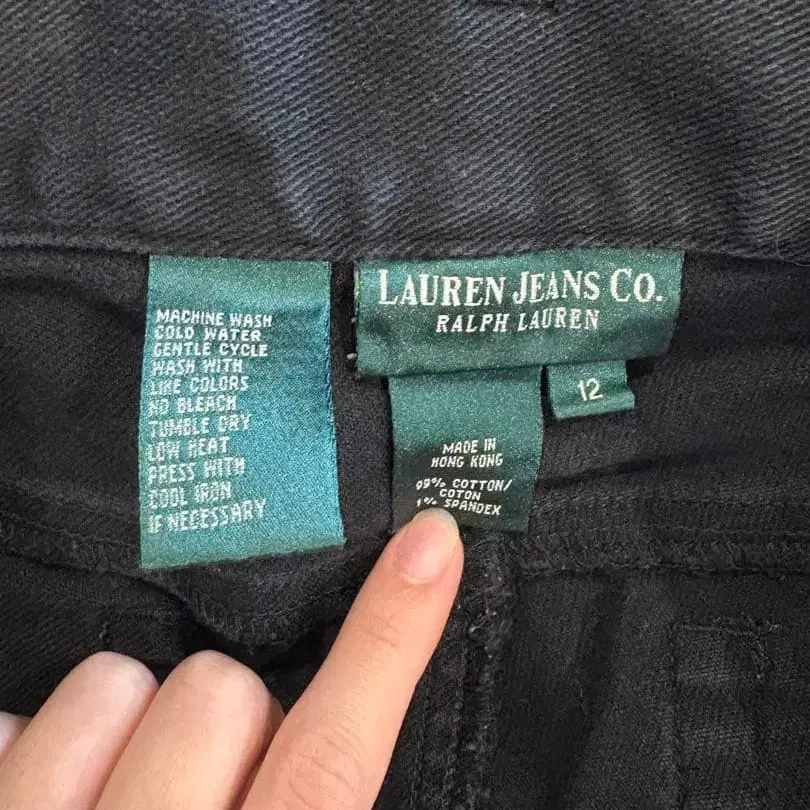 MACHINE WASH
COLD WATER
GENTLE CYCLE
WASH WITH
LIKE COLORS
NO BLEACH
TUMBLE DRY
LOW HEAT
PRESS WITH
COOL IRON
IF NECESSARY
LAUREN JEANS CO.
RALPH LAUREN
12
MADE IN
HONG KONG
99% COTTON/
COTON
1% SPANDEX